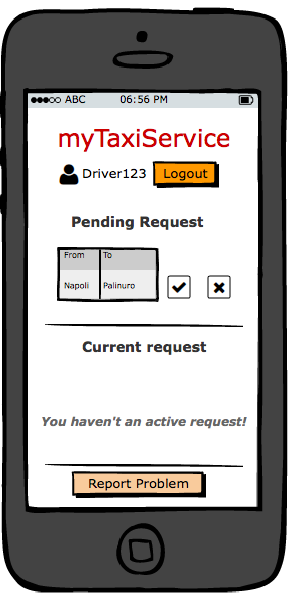 ABC 06:56 PM
myTaxiService
Driver123 Logout
Pending Request
From To
Napoli Palinuro
Current request
You haven't an active request!
Report Problem